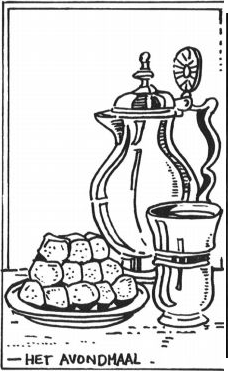 — HET AVONDMAAL .